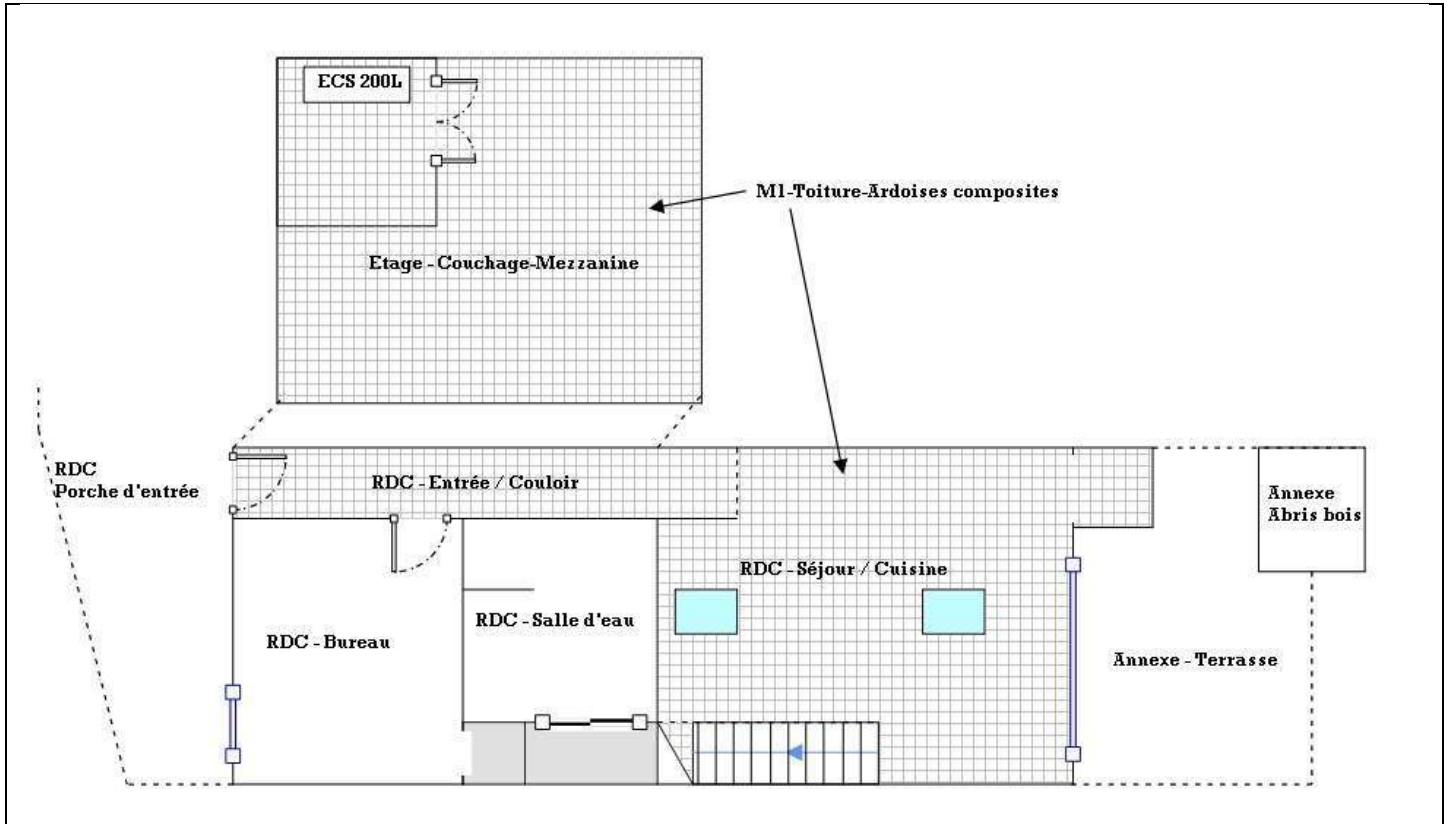 ECS 200L
M1-Toiture-Ardoises composites
Etage - Couchage-Mezzanine
RDC
Porche d'entrée
RDC - Entrée / Couloir
Annexe
Abris bois
RDC - Séjour / Cuisine
RDC - Salle d'eau
RDC - Bureau
Annexe - Terrasse